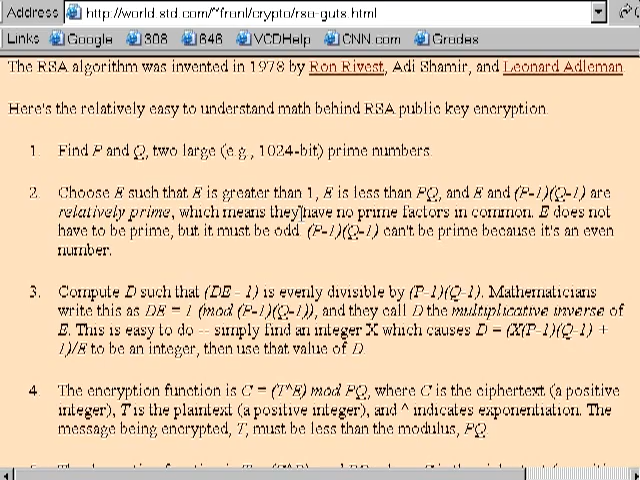 Address http://world.std.com/~franl/crypto/rsa-guts.html
Links Google 308 646 VCDHelp CNN.com Grades
The RSA algorithm was invented in 1978 by Ron Rivest, Adi Shamir, and Leonard Adleman
Here's the relatively easy to understand math behind RSA public key encryption.
1. Find P and Q, two large (e.g., 1024-bit) prime numbers.
2. Choose E such that E is greater than 1, E is less than PQ, and E and (P-1)(Q-1) are
relatively prime, which means they have no prime factors in common. E does not
have to be prime, but it must be odd. (P-1)(Q-1) can't be prime because it's an even
number.
3. Compute D such that (DE - 1) is evenly divisible by (P-1)(Q-1). Mathematicians
write this as DE = 1 (mod (P-1)(Q-1)), and they call D the multiplicative inverse of
E. This is easy to do -- simply find an integer X which causes D = (X(P-1)(Q-1) +
1)/E to be an integer, then use that value of D.
4. The encryption function is C = (T^E) mod PQ, where C is the ciphertext (a positive
integer), T is the plaintext (a positive integer), and ^ indicates exponentiation. The
message being encrypted, T, must be less than the modulus, PQ.